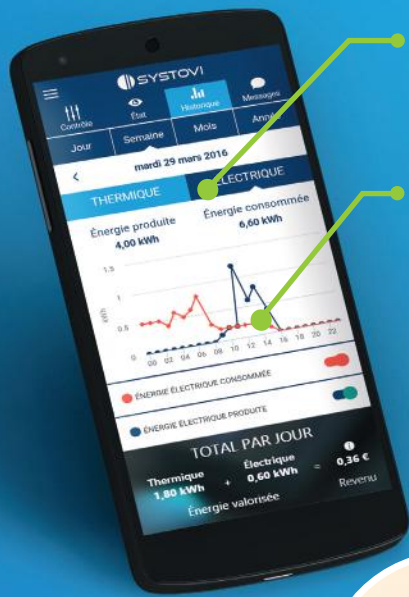 SYSTOVI
Contrôle État Historique Messages
Jour Semaine Mois Année
< mardi 29 mars 2016
THERMIQUE ÉLECTRIQUE
Énergie produite Énergie consommée
4,00 kWh 6,60 kWh
1.5
1
0.5
0
kWh
00 02 04 06 08 10 12 14 16 18 20 22
ÉNERGIE ÉLECTRIQUE CONSOMMÉE
ÉNERGIE ÉLECTRIQUE PRODUITE
TOTAL PAR JOUR
Thermique Électrique
1,80 kWh + 0,60 kWh = 0,36 €
Énergie valorisée Revenu